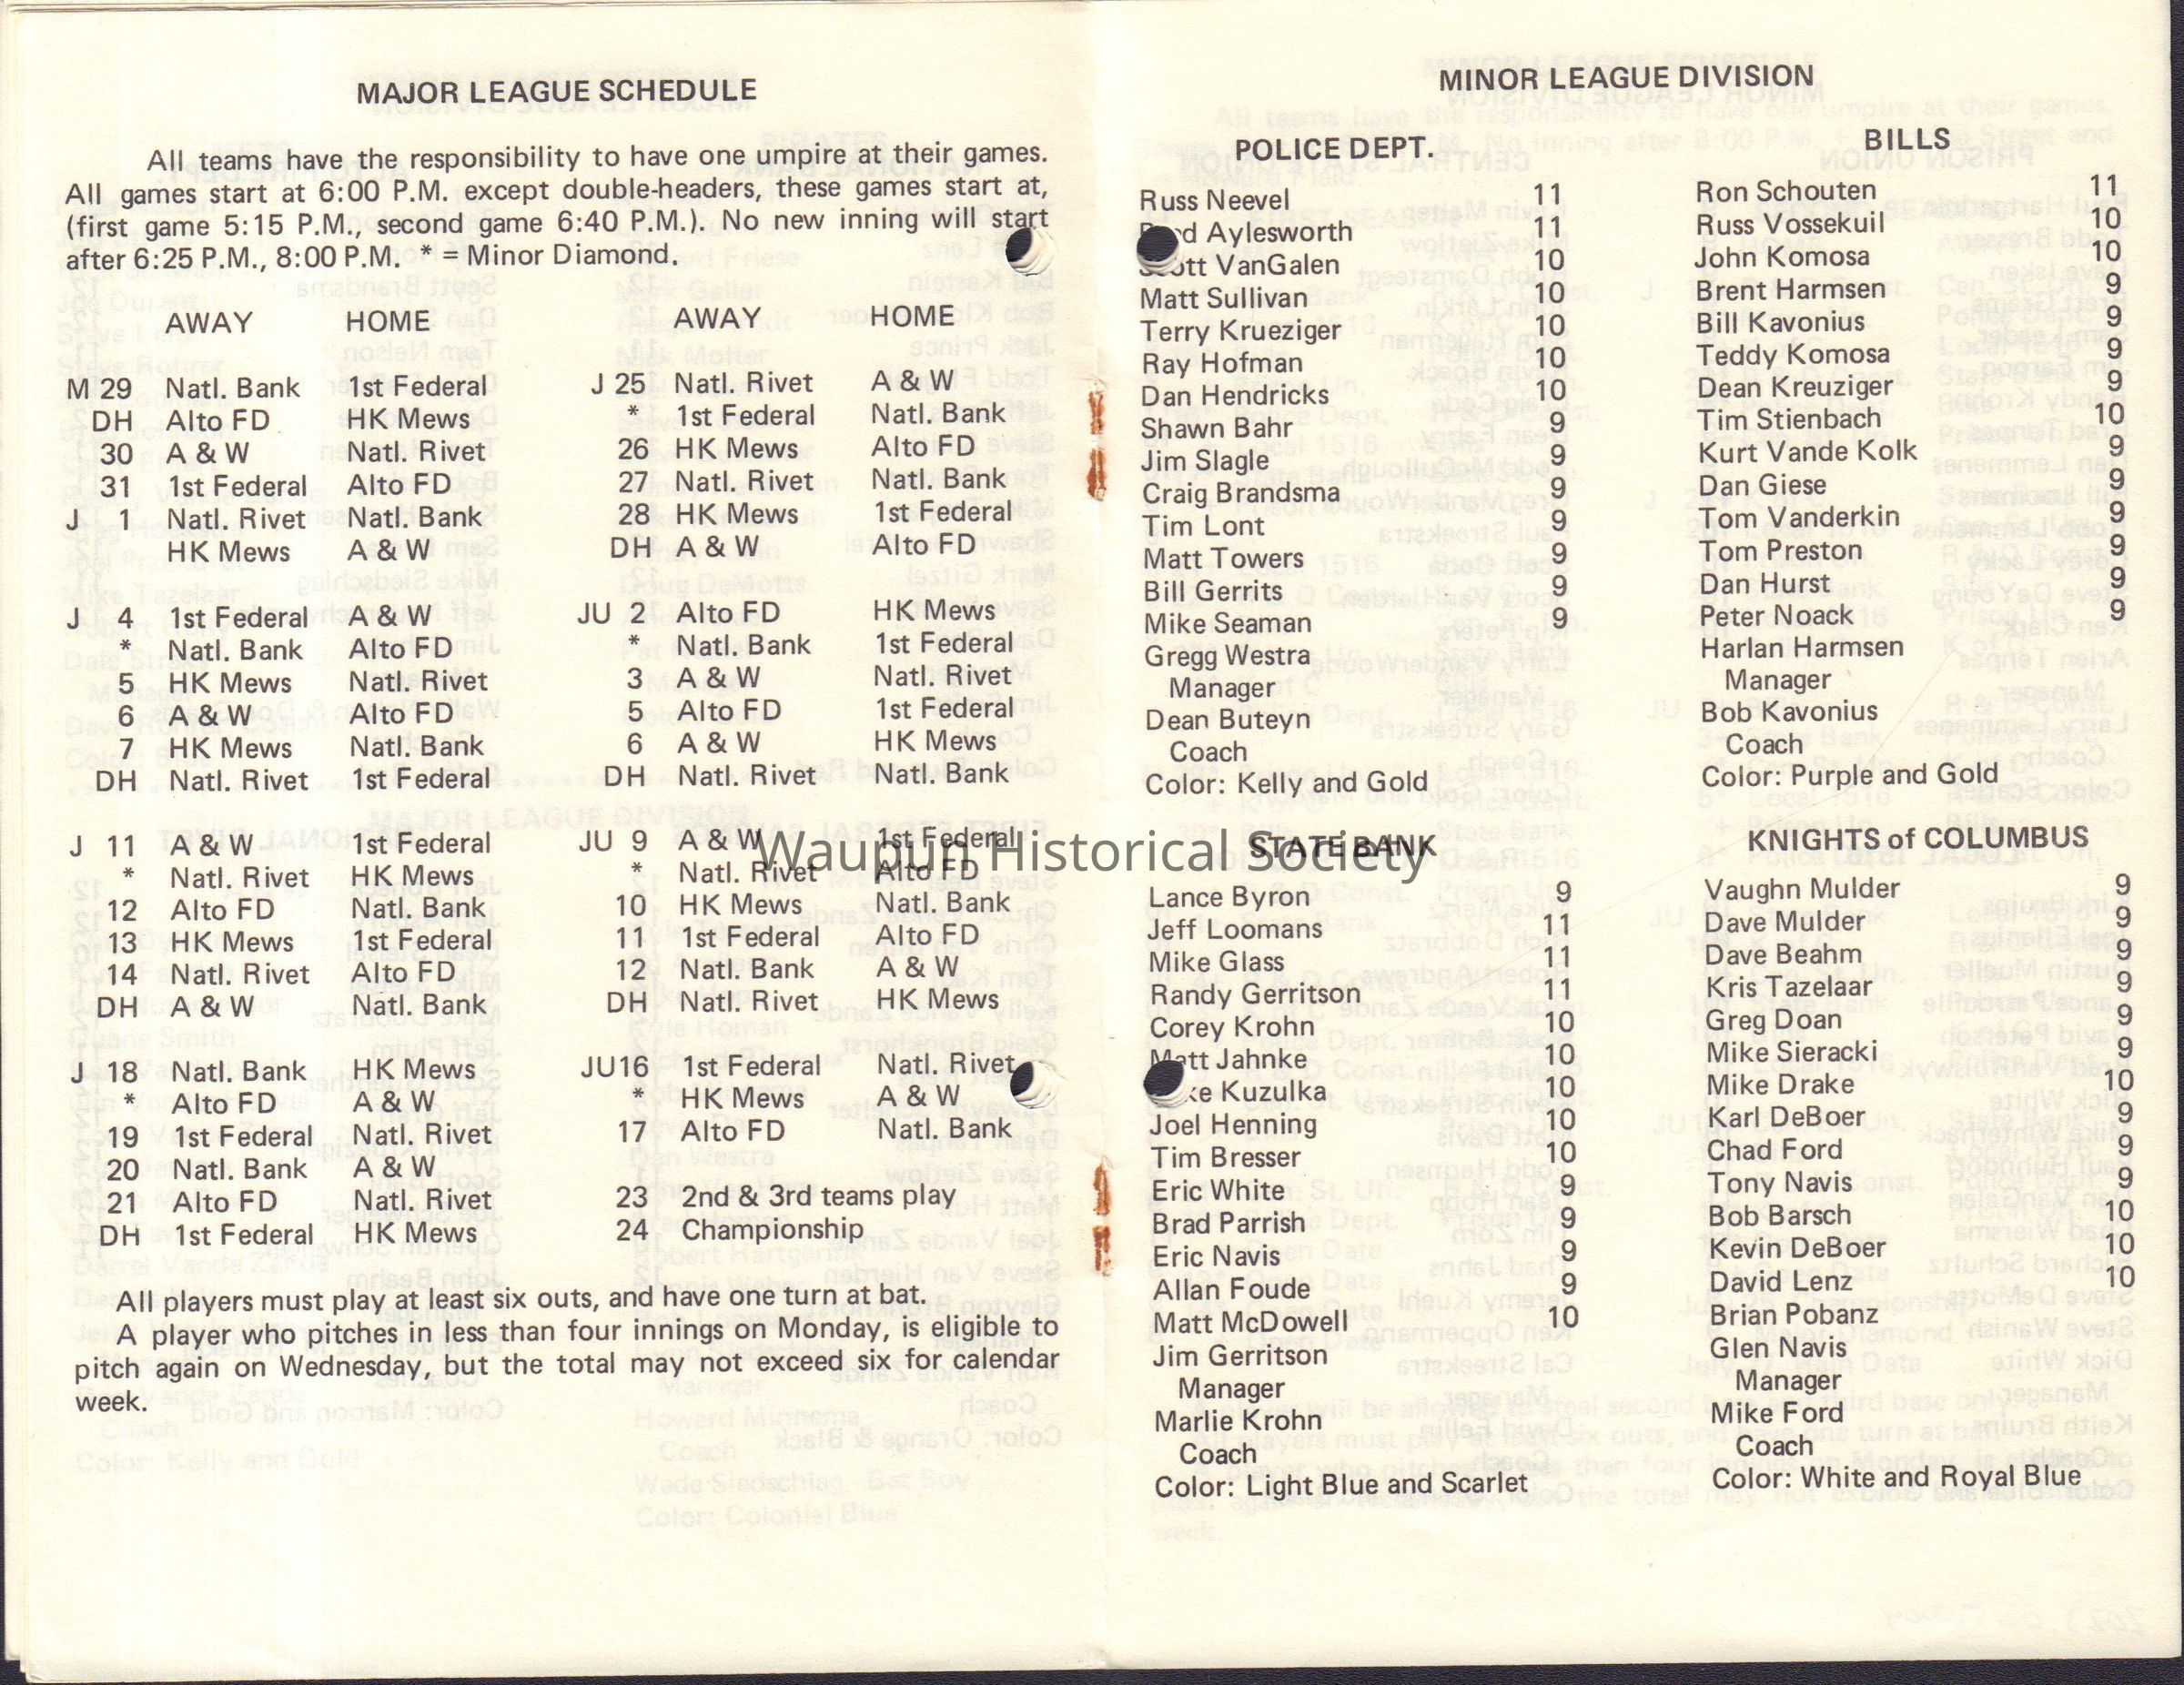 MAJOR LEAGUE SCHEDULE
All teams have the responsibility to have one umpire at their games.
All games start at 6:00 P.M. except double-headers, these games start at,
(first game 5:15 P.M., second game 6:40 P.M.). No new inning will start
after 6:25 P.M., 8:00 P.M. * = Minor Diamond.
AWAY HOME
M 29 Natl. Bank 1st Federal
DH Alto FD HK Mews
30 A & W Natl. Rivet
31 1st Federal Alto FD
J 1 Natl. Rivet Natl. Bank
HK Mews A & W
J 4 1st Federal A & W
* Natl. Bank Alto FD
5 HK Mews Natl. Rivet
6 A & W Alto FD
7 HK Mews Natl. Bank
DH Natl. Rivet 1st Federal
J 11 A & W 1st Federal
* Natl. Rivet HK Mews
12 Alto FD Natl. Bank
13 HK Mews 1st Federal
14 Natl. Rivet Alto FD
DH A & W Natl. Bank
J 18 Natl. Bank HK Mews
* Alto FD A & W
19 1st Federal Natl. Rivet
20 Natl. Bank A & W
21 Alto FD Natl. Rivet
DH 1st Federal HK Mews
AWAY HOME
J 25 Natl. Rivet A & W
* 1st Federal Natl. Bank
26 HK Mews Alto FD
27 Natl. Rivet Natl. Bank
28 HK Mews 1st Federal
DH A & W Alto FD
JU 2 Alto FD HK Mews
* Natl. Bank 1st Federal
3 A & W Natl. Rivet
5 Alto FD 1st Federal
6 A & W HK Mews
DH Natl. Rivet Natl. Bank
JU 9 A & W 1st Federal
* Natl. Rivet Alto FD
10 HK Mews Natl. Bank
11 1st Federal Alto FD
12 Natl. Bank A & W
DH Natl. Rivet HK Mews
JU16 1st Federal Natl. Rivet
* HK Mews A & W
17 Alto FD Natl. Bank
23 2nd & 3rd teams play
24 Championship
All players must play at least six outs, and have one turn at bat.
A player who pitches in less than four innings on Monday, is eligible to
pitch again on Wednesday, but the total may not exceed six for calendar
week.
MINOR LEAGUE DIVISION
POLICE DEPT.
Russ Neevel 11
Aylesworth 11
VanGalen 10
Matt Sullivan 10
Terry Krueziger 10
Ray Hofman 10
Dan Hendricks 10
Shawn Bahr 9
Jim Slagle 9
Craig Brandsma 9
Tim Lont 9
Matt Towers 9
Bill Gerrits 9
Mike Seaman 9
Gregg Westra
Manager
Dean Buteyn
Coach
Color: Kelly and Gold
BILLS
Ron Schouten 11
Russ Vossekuil 10
John Komosa 10
Brent Harmsen 9
Bill Kavonius 9
Teddy Komosa 9
Dean Kreuziger 9
Tim Stienbach 10
Kurt Vande Kolk 9
Dan Giese 9
Tom Vanderkin 9
Tom Preston 9
Dan Hurst 9
Peter Noack 9
Harlan Harmsen
Manager
Bob Kavonius
Coach
Color: Purple and Gold
Waupun Historical Society
STATE BANK
Lance Byron 9
Jeff Loomans 11
Mike Glass 11
Randy Gerritson 11
Corey Krohn 10
Matt Jahnke 10
Kuzulka 10
Joel Henning 10
Tim Bresser 10
Eric White 9
Brad Parrish 9
Eric Navis 9
Allan Foude 9
Matt McDowell 10
Jim Gerritson
Manager
Marlie Krohn
Coach
Color: Light Blue and Scarlet
KNIGHTS of COLUMBUS
Vaughn Mulder 9
Dave Mulder 9
Dave Beahm 9
Kris Tazelaar 9
Greg Doan 9
Mike Sieracki 9
Mike Drake 10
Karl DeBoer 9
Chad Ford 9
Tony Navis 9
Bob Barsch 10
Kevin DeBoer 10
David Lenz 10
Brian Pobanz
Glen Navis
Manager
Mike Ford
Coach
Color: White and Royal Blue